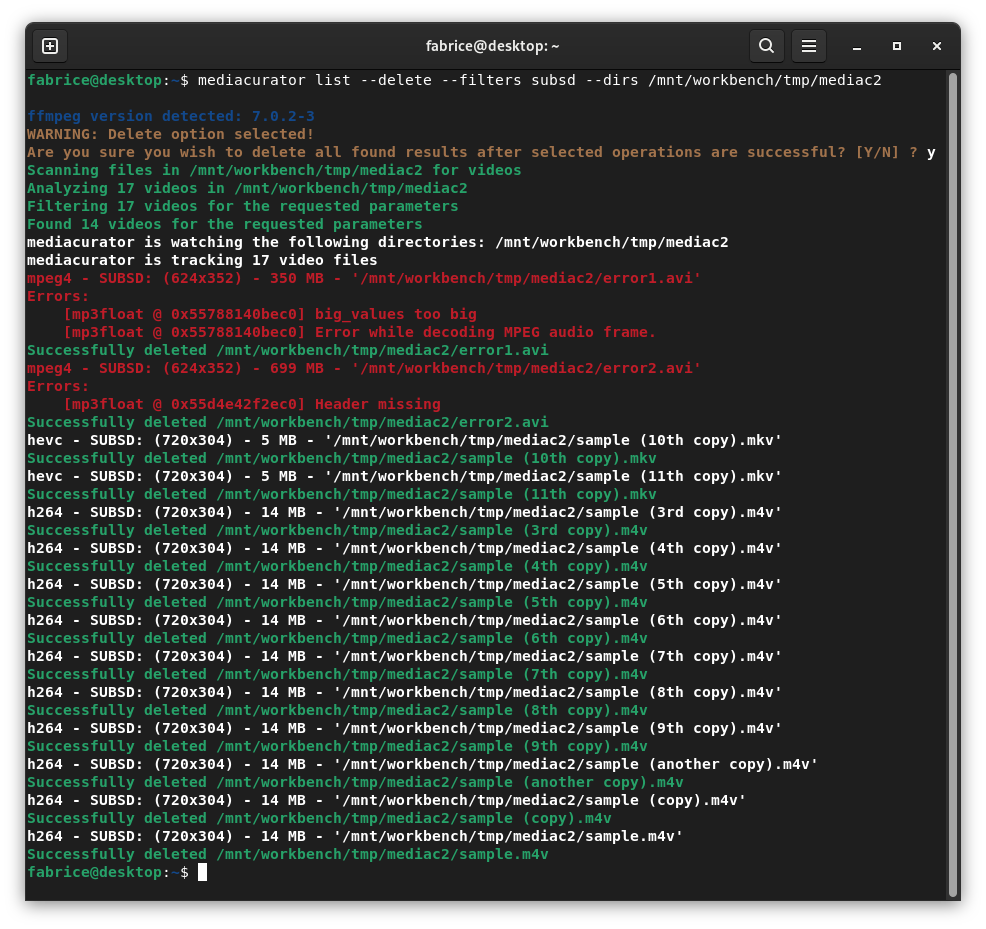 fabrice@desktop: ~
fabrice@desktop:~$ mediacurator list --delete --filters subsd --dirs /mnt/workbench/tmp/mediac2
ffmpeg version detected: 7.0.2-3
WARNING: Delete option selected!
Are you sure you wish to delete all found results after selected operations are successful? [Y/N] ? y
Scanning files in /mnt/workbench/tmp/mediac2 for videos
Analyzing 17 videos in /mnt/workbench/tmp/mediac2
Filtering 17 videos for the requested parameters
Found 14 videos for the requested parameters
mediacurator is watching the following directories: /mnt/workbench/tmp/mediac2
mediacurator is tracking 17 video files
mpeg4 - SUBSD: (624x352) - 350 MB - '/mnt/workbench/tmp/mediac2/error1.avi'
Errors:
    [mp3float @ 0x55788140bec0] big_values too big
    [mp3float @ 0x55788140bec0] Error while decoding MPEG audio frame.
Successfully deleted /mnt/workbench/tmp/mediac2/error1.avi
mpeg4 - SUBSD: (624x352) - 699 MB - '/mnt/workbench/tmp/mediac2/error2.avi'
Errors:
    [mp3float @ 0x55d4e42f2ec0] Header missing
Successfully deleted /mnt/workbench/tmp/mediac2/error2.avi
hevc - SUBSD: (720x304) - 5 MB - '/mnt/workbench/tmp/mediac2/sample (10th copy).mkv'
Successfully deleted /mnt/workbench/tmp/mediac2/sample (10th copy).mkv
hevc - SUBSD: (720x304) - 5 MB - '/mnt/workbench/tmp/mediac2/sample (11th copy).mkv'
Successfully deleted /mnt/workbench/tmp/mediac2/sample (11th copy).mkv
h264 - SUBSD: (720x304) - 14 MB - '/mnt/workbench/tmp/mediac2/sample (3rd copy).m4v'
Successfully deleted /mnt/workbench/tmp/mediac2/sample (3rd copy).m4v
h264 - SUBSD: (720x304) - 14 MB - '/mnt/workbench/tmp/mediac2/sample (4th copy).m4v'
Successfully deleted /mnt/workbench/tmp/mediac2/sample (4th copy).m4v
h264 - SUBSD: (720x304) - 14 MB - '/mnt/workbench/tmp/mediac2/sample (5th copy).m4v'
Successfully deleted /mnt/workbench/tmp/mediac2/sample (5th copy).m4v
h264 - SUBSD: (720x304) - 14 MB - '/mnt/workbench/tmp/mediac2/sample (6th copy).m4v'
Successfully deleted /mnt/workbench/tmp/mediac2/sample (6th copy).m4v
h264 - SUBSD: (720x304) - 14 MB - '/mnt/workbench/tmp/mediac2/sample (7th copy).m4v'
Successfully deleted /mnt/workbench/tmp/mediac2/sample (7th copy).m4v
h264 - SUBSD: (720x304) - 14 MB - '/mnt/workbench/tmp/mediac2/sample (8th copy).m4v'
Successfully deleted /mnt/workbench/tmp/mediac2/sample (8th copy).m4v
h264 - SUBSD: (720x304) - 14 MB - '/mnt/workbench/tmp/mediac2/sample (9th copy).m4v'
Successfully deleted /mnt/workbench/tmp/mediac2/sample (9th copy).m4v
h264 - SUBSD: (720x304) - 14 MB - '/mnt/workbench/tmp/mediac2/sample (another copy).m4v'
Successfully deleted /mnt/workbench/tmp/mediac2/sample (another copy).m4v
h264 - SUBSD: (720x304) - 14 MB - '/mnt/workbench/tmp/mediac2/sample (copy).m4v'
Successfully deleted /mnt/workbench/tmp/mediac2/sample (copy).m4v
h264 - SUBSD: (720x304) - 14 MB - '/mnt/workbench/tmp/mediac2/sample.m4v'
Successfully deleted /mnt/workbench/tmp/mediac2/sample.m4v
fabrice@desktop:~$